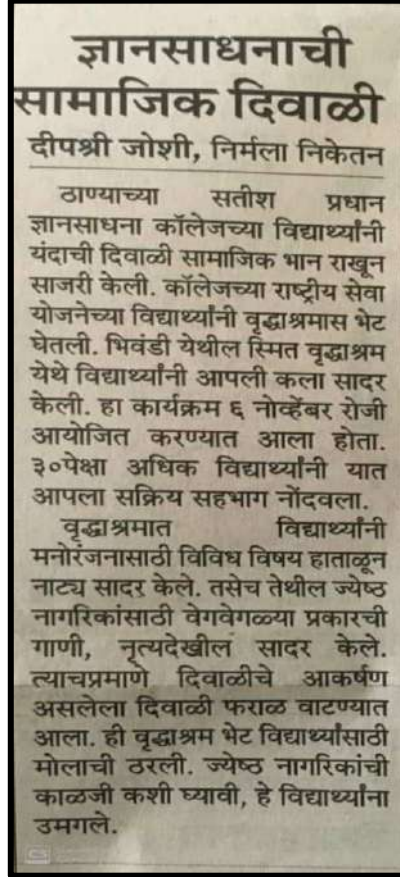 ज्ञानसाधनाची
सामाजिक दिवाळी
दीपश्री जोशी, निर्मला निकेतन
ठाण्याच्या सतीश प्रधान
ज्ञानसाधना कॉलेजच्या विद्यार्थ्यांनी
यंदाची दिवाळी सामाजिक भान राखून
साजरी केली. कॉलेजच्या राष्ट्रीय सेवा
योजनेच्या विद्यार्थ्यांनी वृद्धाश्रमास भेट
घेतली. भिवंडी येथील स्मित वृद्धाश्रम
येथे विद्यार्थ्यांनी आपली कला सादर
केली. हा कार्यक्रम ६ नोव्हेंबर रोजी
आयोजित करण्यात आला होता.
३०पेक्षा अधिक विद्यार्थ्यांनी यात
आपला सक्रिय सहभाग नोंदवला.
वृद्धाश्रमात विद्यार्थ्यांनी
मनोरंजनासाठी विविध विषय हाताळून
नाट्य सादर केले. तसेच तेथील ज्येष्ठ
नागरिकांसाठी वेगवेगळ्या प्रकारची
गाणी, नृत्यदेखील सादर केले.
त्याचप्रमाणे दिवाळीचे आकर्षण
असलेला दिवाळी फराळ वाटण्यात
आला. ही वृद्धाश्रम भेट विद्यार्थ्यांसाठी
मोलाची ठरली. ज्येष्ठ नागरिकांची
काळजी कशी घ्यावी, हे विद्यार्थ्यांना
उमगले.